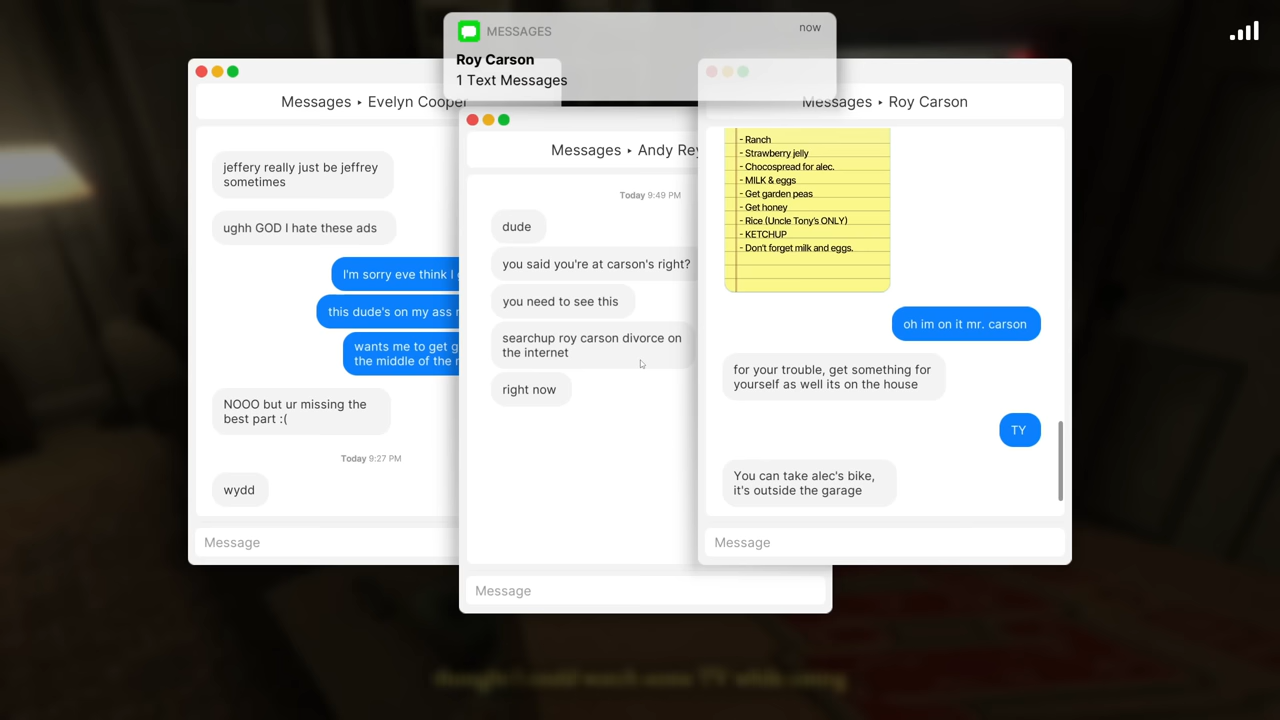 MESSAGES
now
Roy Carson
1 Text Messages
Messages ‣ Evelyn Cooper
jeffery really just be jeffrey
sometimes
ughh GOD I hate these ads
I'm sorry eve think I
this dude's on my ass
wants me to get
the middle of the
NOOO but ur missing the
best part :(
Today 9:27 PM
wydd
Message
Messages ‣ Andy
Today 9:49 PM
dude
you said you're at carson's right?
you need to see this
searchup roy carson divorce on
the internet
right now
Message
Messages ‣ Roy Carson
- Ranch
- Strawberry jelly
- Chocospread for alec.
- MILK & eggs
- Get garden peas
- Get honey
- Rice (Uncle Tony's ONLY)
- KETCHUP
- Don't forget milk and eggs.
oh im on it mr. carson
for your trouble, get something for
yourself as well its on the house
TY
You can take alec's bike,
it's outside the garage
Message